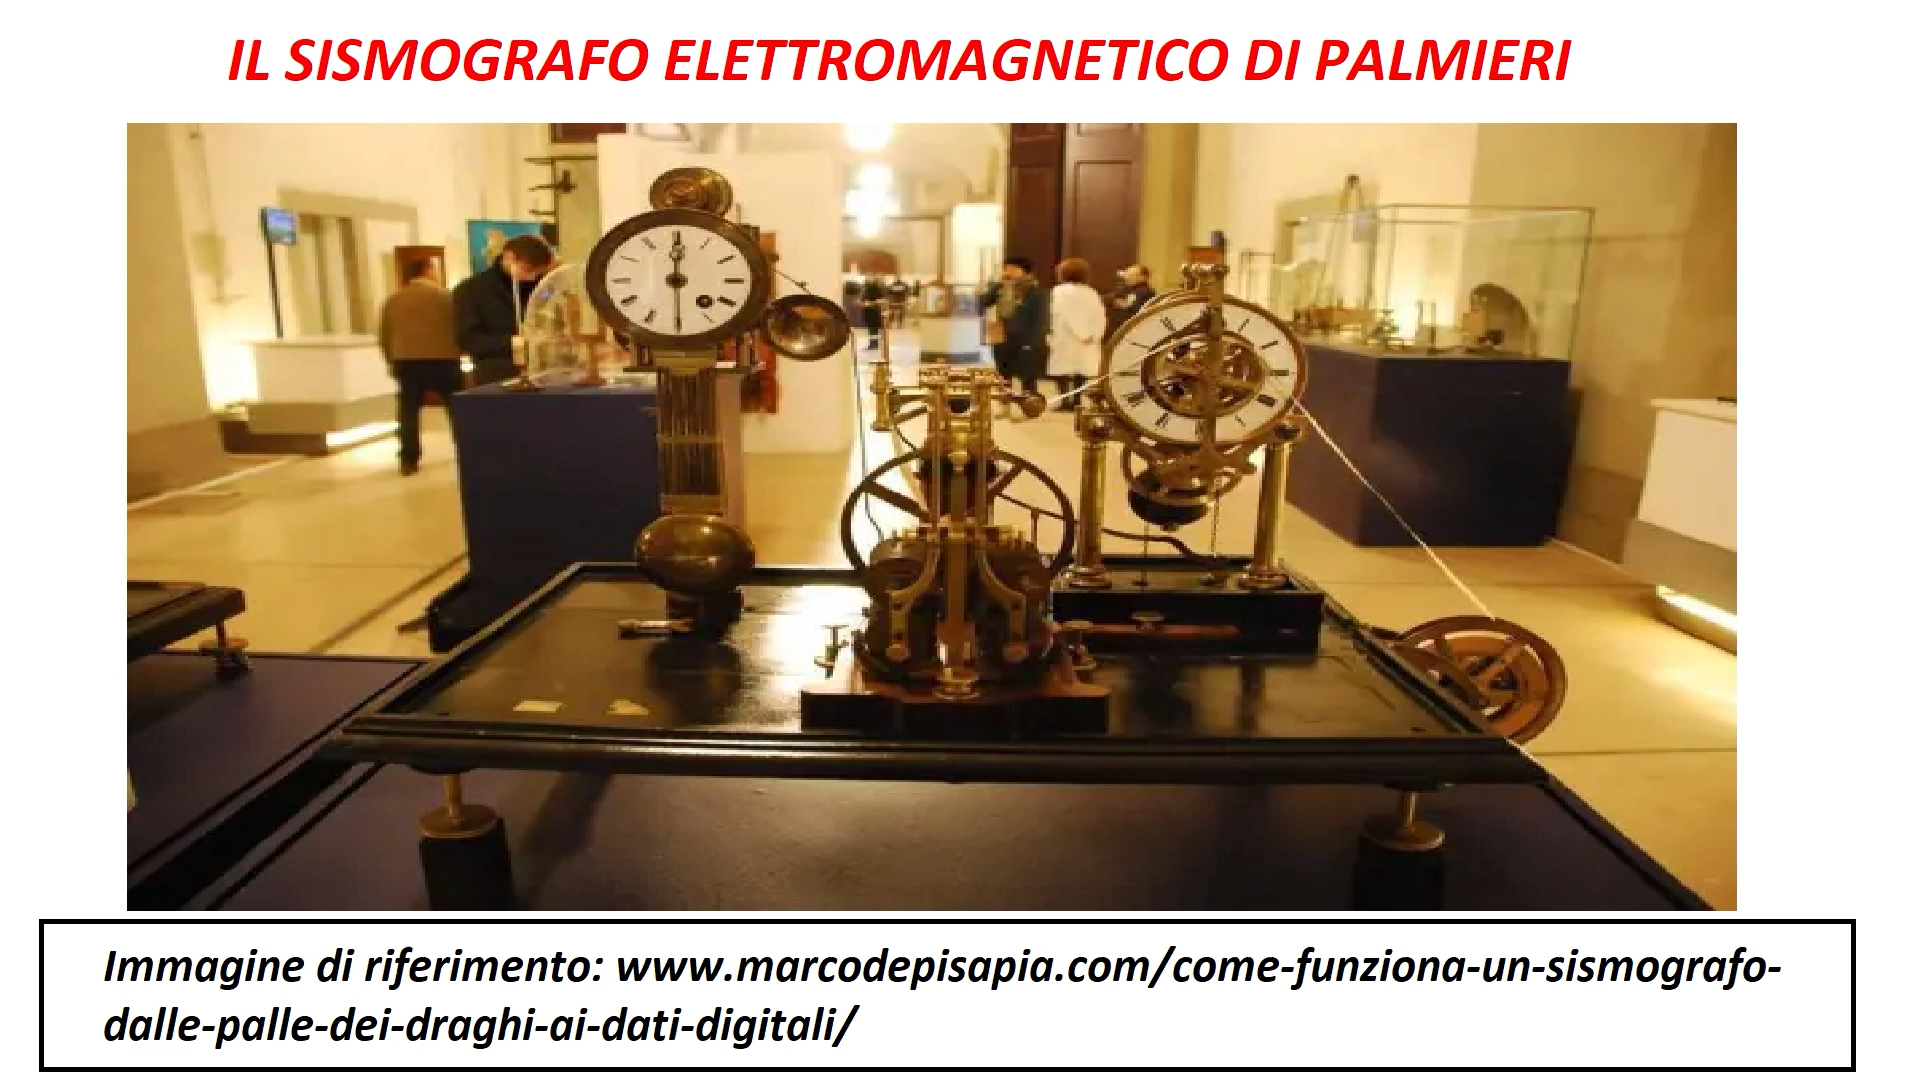 IL SISMOGRAFO ELETTROMAGNETICO DI PALMIERI
Immagine di riferimento: www.marcodepisapia.com/come-funziona-un-sismografo-
dalle-palle-dei-draghi-ai-dati-digitali/